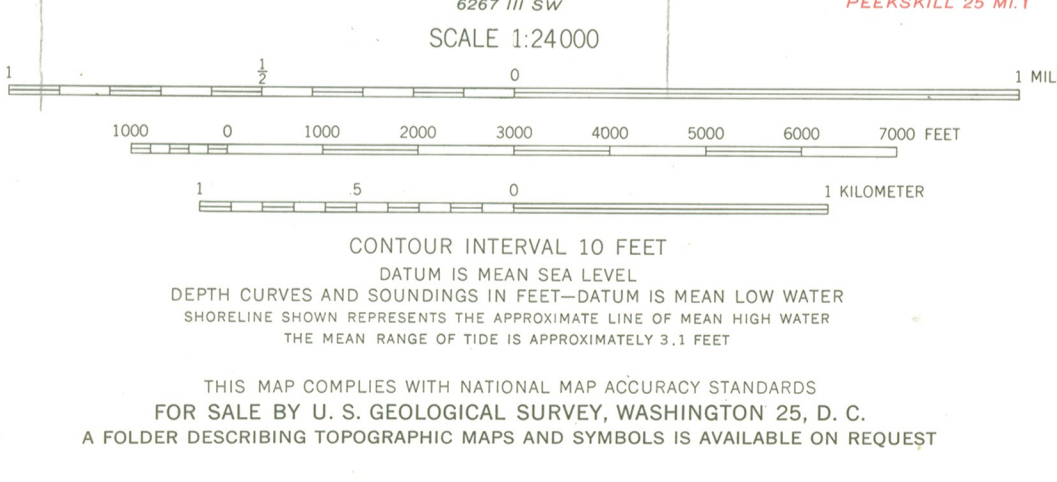 6267 III SW
PEEKSKILL 25 MI.
SCALE 1:24000
1 1/2 0 1 MIL
1000 0 1000 2000 3000 4000 5000 6000 7000 FEET
1 .5 0 1 KILOMETER
CONTOUR INTERVAL 10 FEET
DATUM IS MEAN SEA LEVEL
DEPTH CURVES AND SOUNDINGS IN FEET—DATUM IS MEAN LOW WATER
SHORELINE SHOWN REPRESENTS THE APPROXIMATE LINE OF MEAN HIGH WATER
THE MEAN RANGE OF TIDE IS APPROXIMATELY 3.1 FEET
THIS MAP COMPLIES WITH NATIONAL MAP ACCURACY STANDARDS
FOR SALE BY U. S. GEOLOGICAL SURVEY, WASHINGTON 25, D. C.
A FOLDER DESCRIBING TOPOGRAPHIC MAPS AND SYMBOLS IS AVAILABLE ON REQUEST